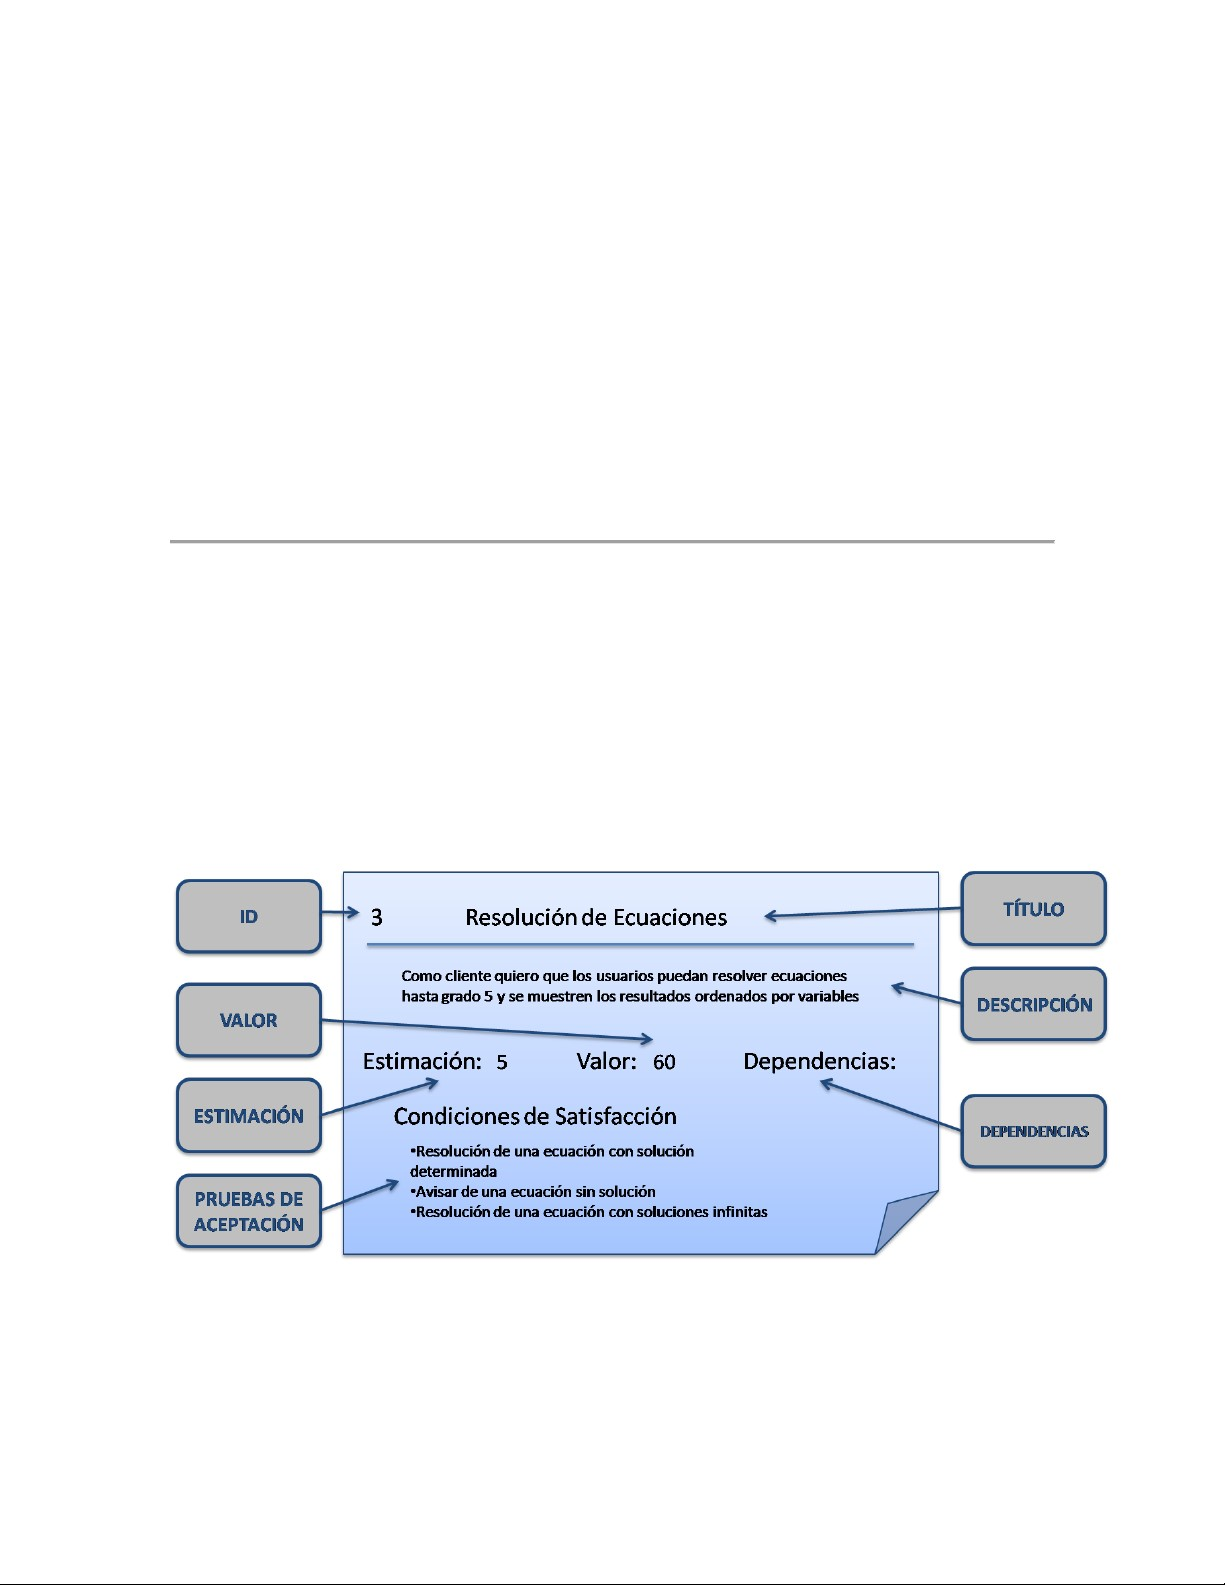 ID
3 Resolución de Ecuaciones
TÍTULO
Como cliente quiero que los usuarios puedan resolver ecuaciones
hasta grado 5 y se muestren los resultados ordenados por variables
DESCRIPCIÓN
VALOR
Estimación: 5 Valor: 60 Dependencias:
ESTIMACIÓN
DEPENDENCIAS
Condiciones de Satisfacción
•Resolución de una ecuación con solución
determinada
•Avisar de una ecuación sin solución
•Resolución de una ecuación con soluciones infinitas
PRUEBAS DE
ACEPTACIÓN